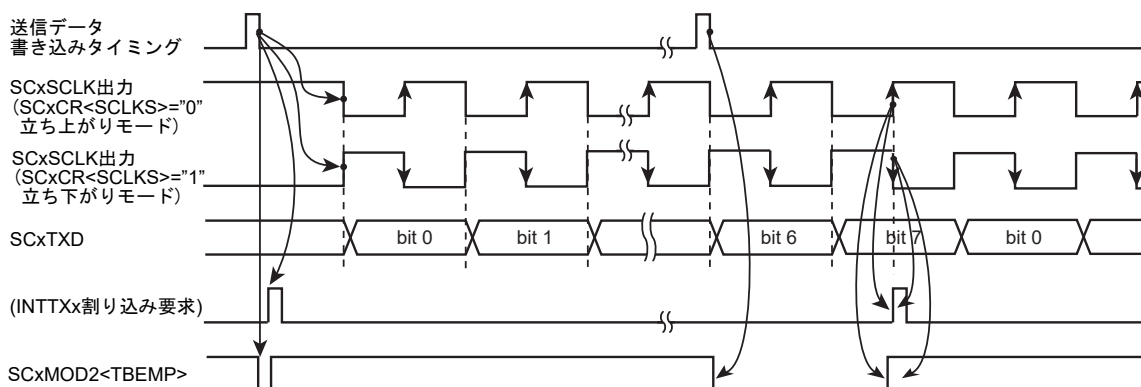 送信データ
書き込みタイミング
SCxSCLK出力
(SCxCR<SCLKS>="0"
立ち上がりモード)
SCxSCLK出力
(SCxCR<SCLKS>="1"
立ち下がりモード)
SCxTXD
bit 0
bit 1
bit 6
bit 7
bit 0
(INTTXx割り込み要求)
SCxMOD2<TBEMP>